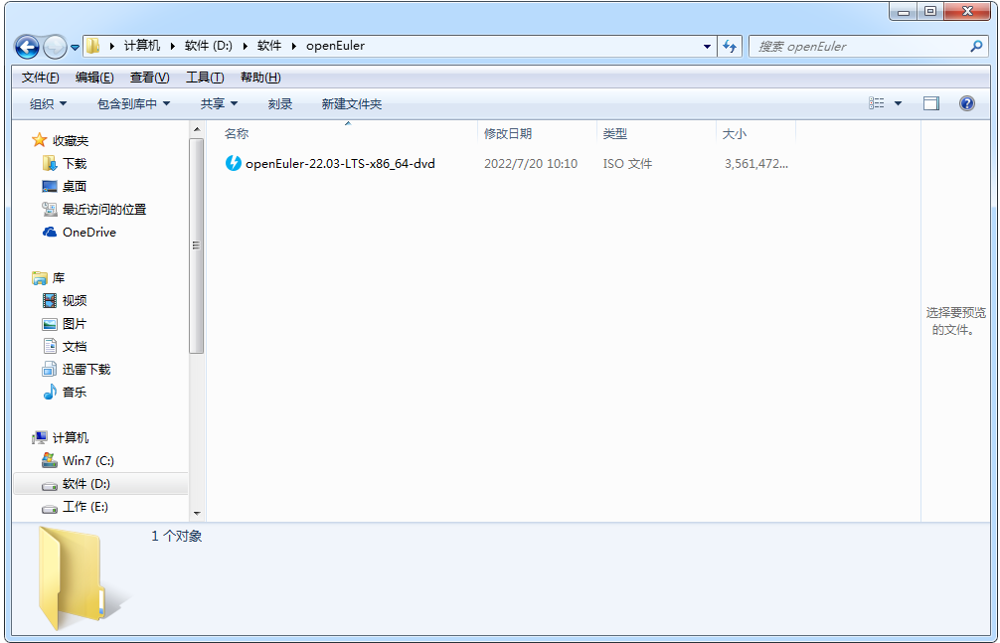 计算机 软件 (D:) 软件 openEuler
搜索 openEuler
文件(F) 编辑(E) 查看(V) 工具(T) 帮助(H)
组织 包含到库中 共享 刻录 新建文件夹
收藏夹
下载
桌面
最近访问的位置
OneDrive
库
视频
图片
文档
迅雷下载
音乐
计算机
Win7 (C:)
软件 (D:)
工作 (E:)
名称 修改日期 类型 大小
openEuler-22.03-LTS-x86_64-dvd 2022/7/20 10:10 ISO 文件 3,561,472...
选择要预览
的文件。
1 个对象